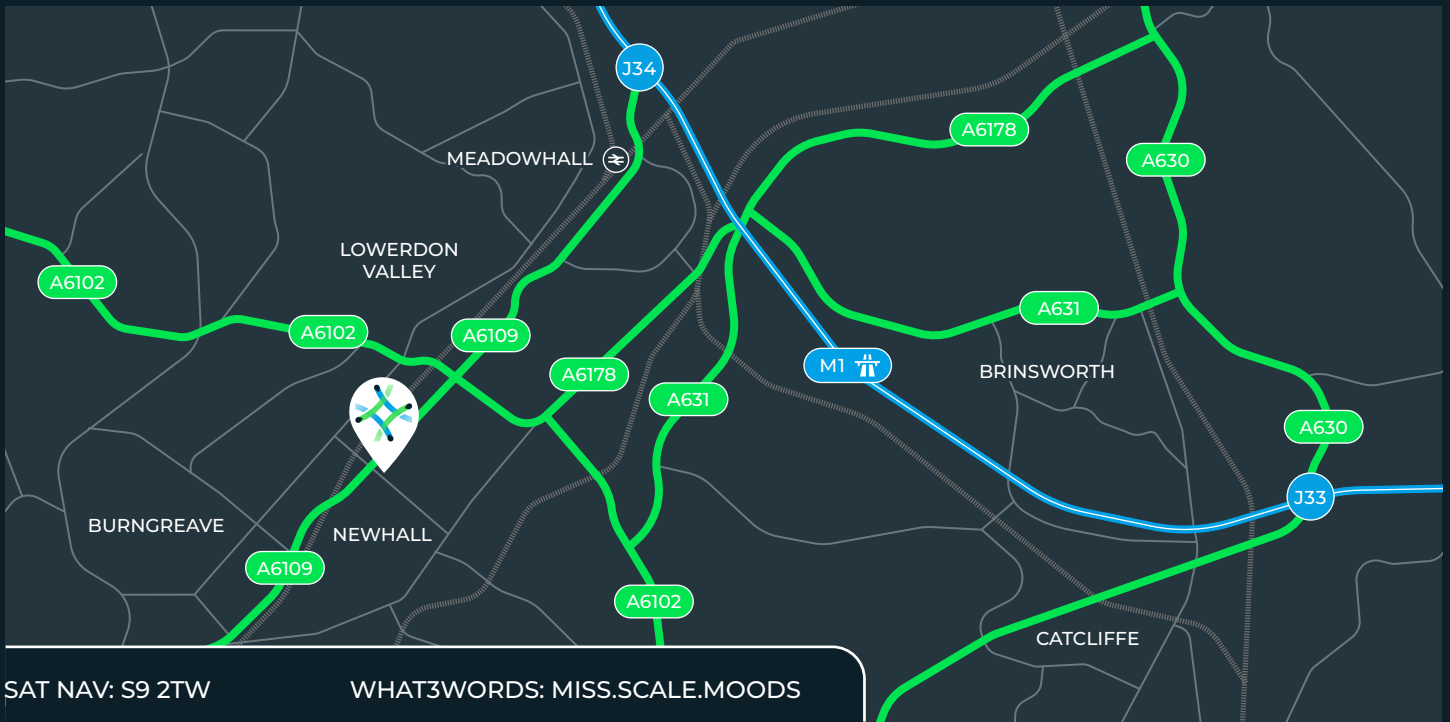 J34
A6178
MEADOWHALL
A630
LOWERDON
VALLEY
A6102
A631
A6102
A6109
M1
A6178
BRINSWORTH
A631
A630
J33
BURNGREAVE
NEWHALL
A6109
A6102
CATCLIFFE
SAT NAV: S9 2TW
WHAT3WORDS: MISS.SCALE.MOODS